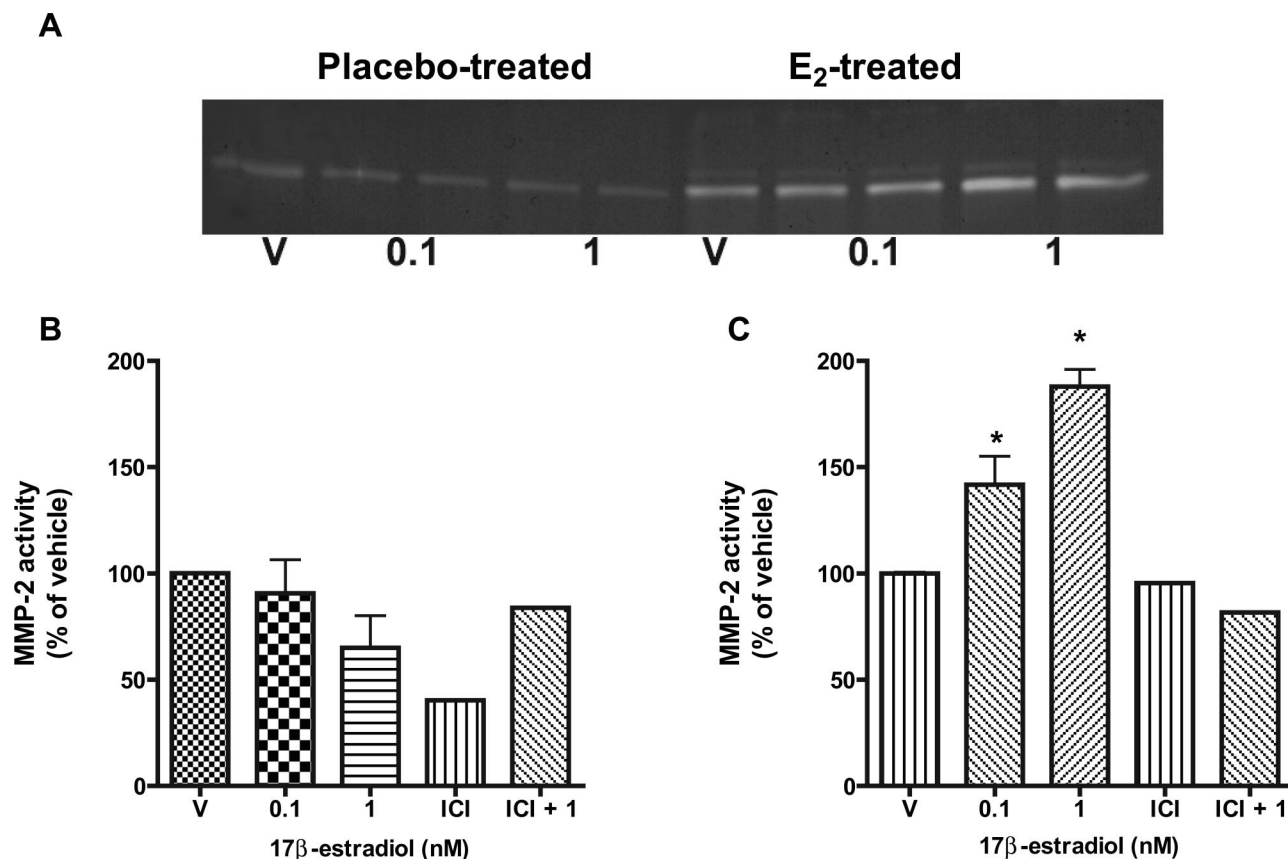 A
Placebo-treated E₂-treated
V 0.1 1 V 0.1 1
B
200
150
100
50
0
MMP-2 activity
(% of vehicle)
V 0.1 1 ICI ICI + 1
17β-estradiol (nM)
C
200
150
100
50
0
MMP-2 activity
(% of vehicle)
* *
V 0.1 1 ICI ICI + 1
17β-estradiol (nM)